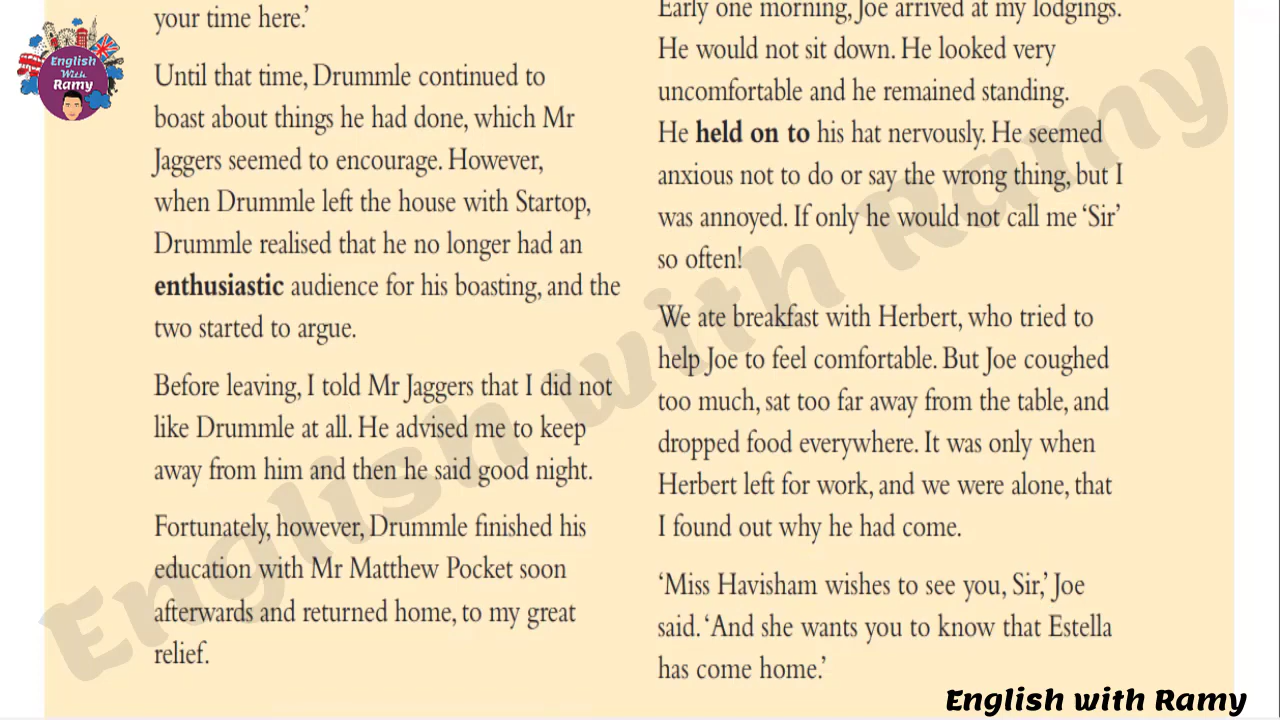 English
With
Ramy
your time here.’
Until that time, Drummle continued to
boast about things he had done, which Mr
Jaggers seemed to encourage. However,
when Drummle left the house with Startop,
Drummle realised that he no longer had an
enthusiastic audience for his boasting, and the
two started to argue.
Before leaving, I told Mr Jaggers that I did not
like Drummle at all. He advised me to keep
away from him and then he said good night.
Fortunately, however, Drummle finished his
education with Mr Matthew Pocket soon
afterwards and returned home, to my great
relief.
Early one morning, Joe arrived at my lodgings.
He would not sit down. He looked very
uncomfortable and he remained standing.
He held on to his hat nervously. He seemed
anxious not to do or say the wrong thing, but I
was annoyed. If only he would not call me ‘Sir’
so often!
We ate breakfast with Herbert, who tried to
help Joe to feel comfortable. But Joe coughed
too much, sat too far away from the table, and
dropped food everywhere. It was only when
Herbert left for work, and we were alone, that
I found out why he had come.
‘Miss Havisham wishes to see you, Sir,’ Joe
said. ‘And she wants you to know that Estella
has come home.’
English with Ramy
English with Ramy